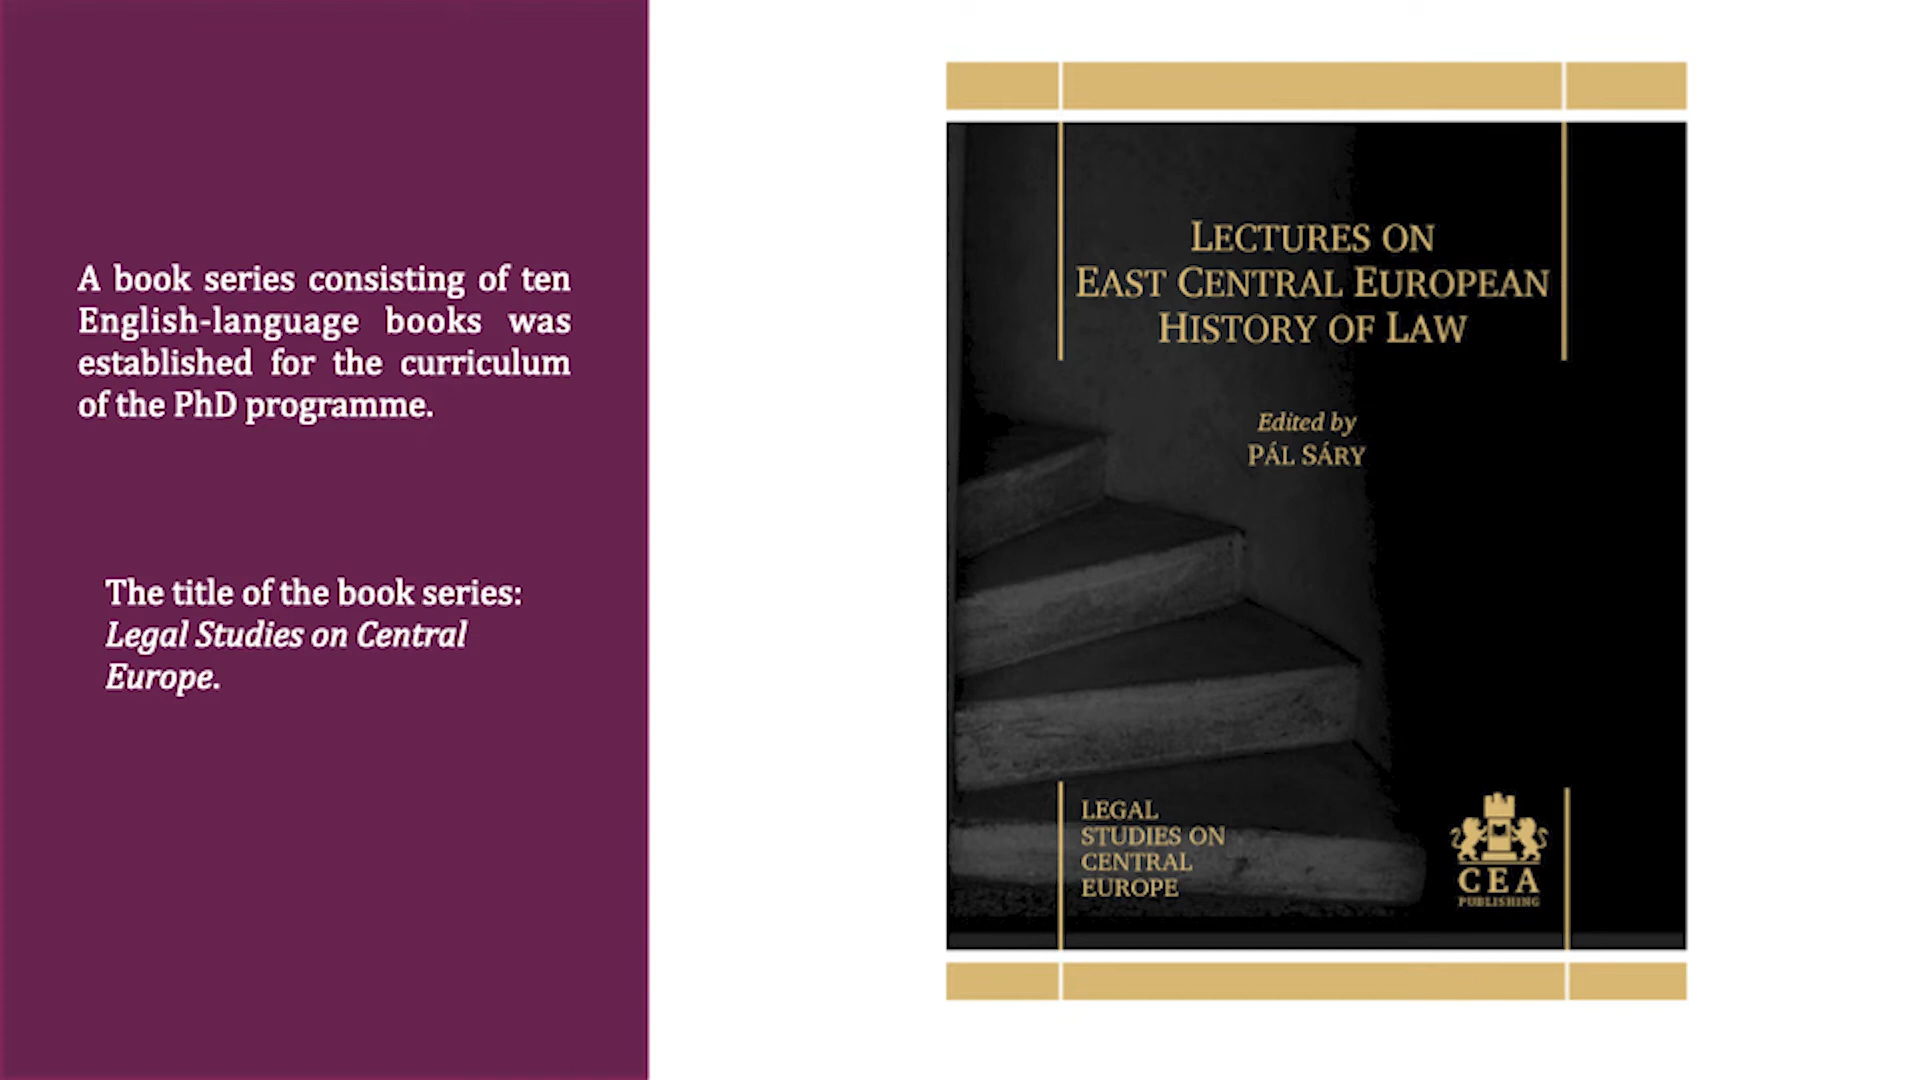 A book series consisting of ten
English-language books was
established for the curriculum
of the PhD programme.
The title of the book series:
Legal Studies on Central
Europe.
LECTURES ON
EAST CENTRAL EUROPEAN
HISTORY OF LAW
Edited by
PÁL SÁRY
LEGAL
STUDIES ON
CENTRAL
EUROPE
CEA
PUBLISHING